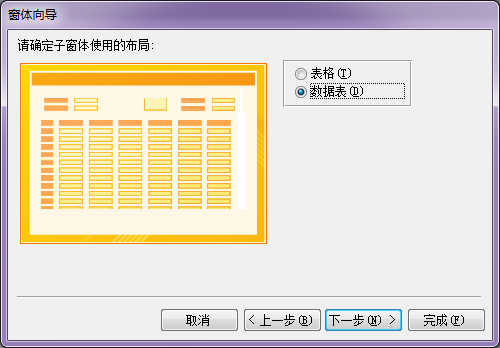 窗体向导
请确定子窗体使用的布局:
表格(T)
数据表(D)
取消
< 上一步(B)
下一步(N) >
完成(F)